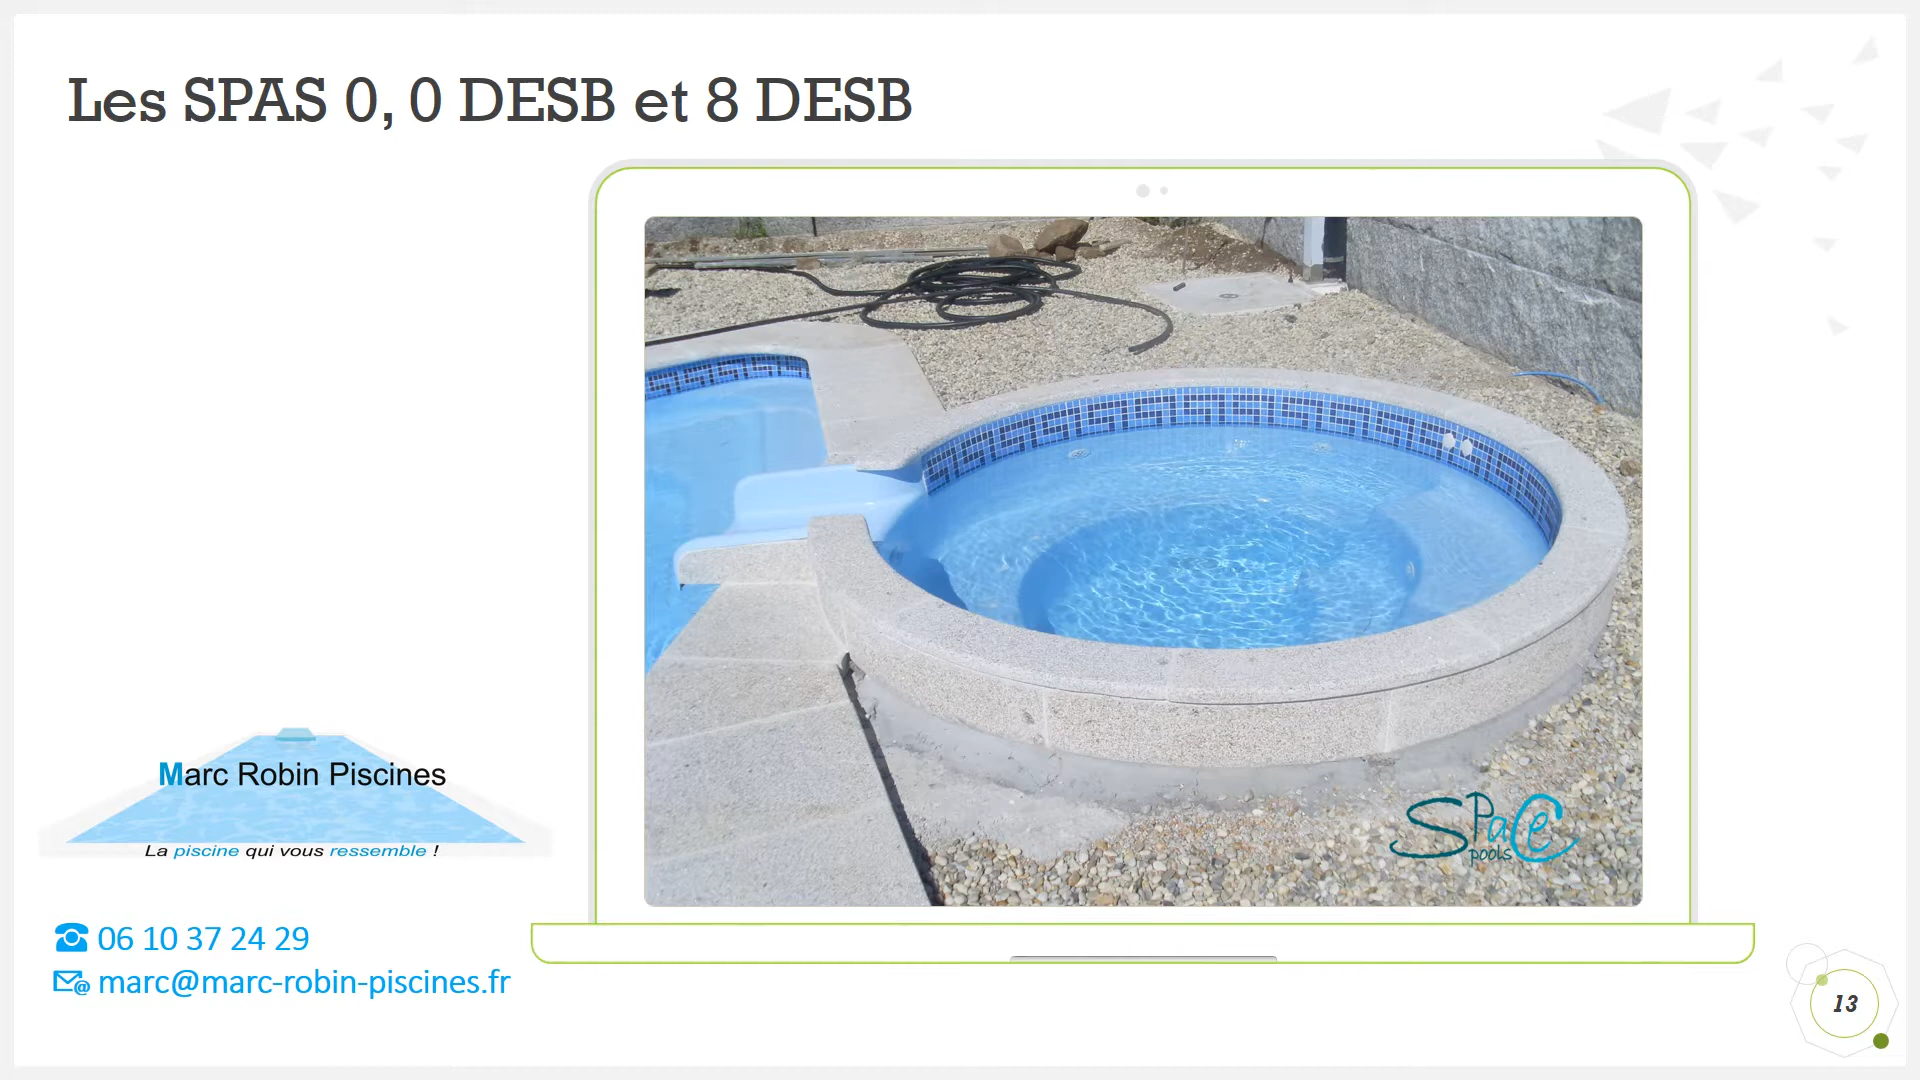 Les SPAS 0, 0 DESB et 8 DESB
SPaCe
pools
Marc Robin Piscines
La piscine qui vous ressemble !
06 10 37 24 29
marc@marc-robin-piscines.fr
13